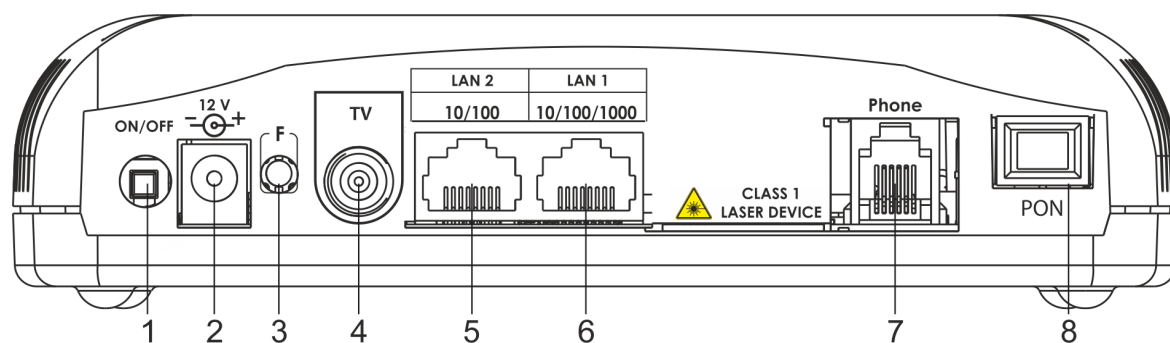 LAN 2 LAN 1
12 V
10/100 10/100/1000
TV
Phone
ON/OFF
- +
F
CLASS 1
LASER DEVICE
PON
1 2 3 4 5 6 7 8